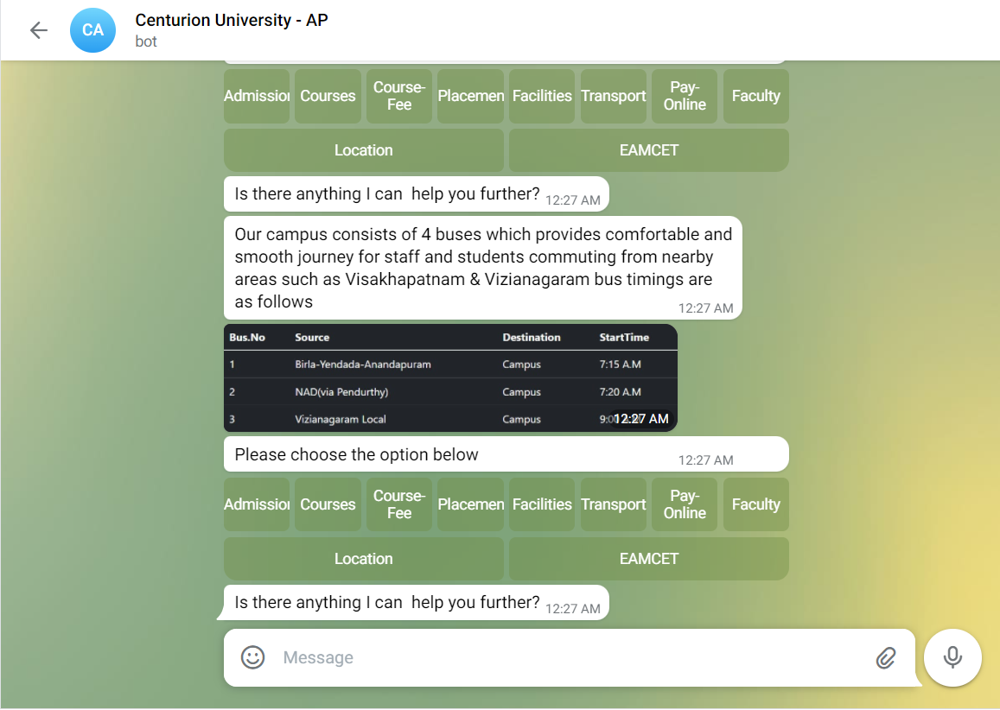 CA
Centurion University - AP
bot
Admission Courses Course-Fee Placemen Facilities Transport Pay-Online Faculty
Location EAMCET
Is there anything I can help you further? 12:27 AM
Our campus consists of 4 buses which provides comfortable and
smooth journey for staff and students commuting from nearby
areas such as Visakhapatnam & Vizianagaram bus timings are
as follows 12:27 AM
Bus.No Source Destination StartTime
1 Birla-Yendada-Anandapuram Campus 7:15 A.M
2 NAD(via Pendurthy) Campus 7:20 A.M
3 Vizianagaram Local Campus 12:27 AM
Please choose the option below 12:27 AM
Admission Courses Course-Fee Placemen Facilities Transport Pay-Online Faculty
Location EAMCET
Is there anything I can help you further? 12:27 AM
Message